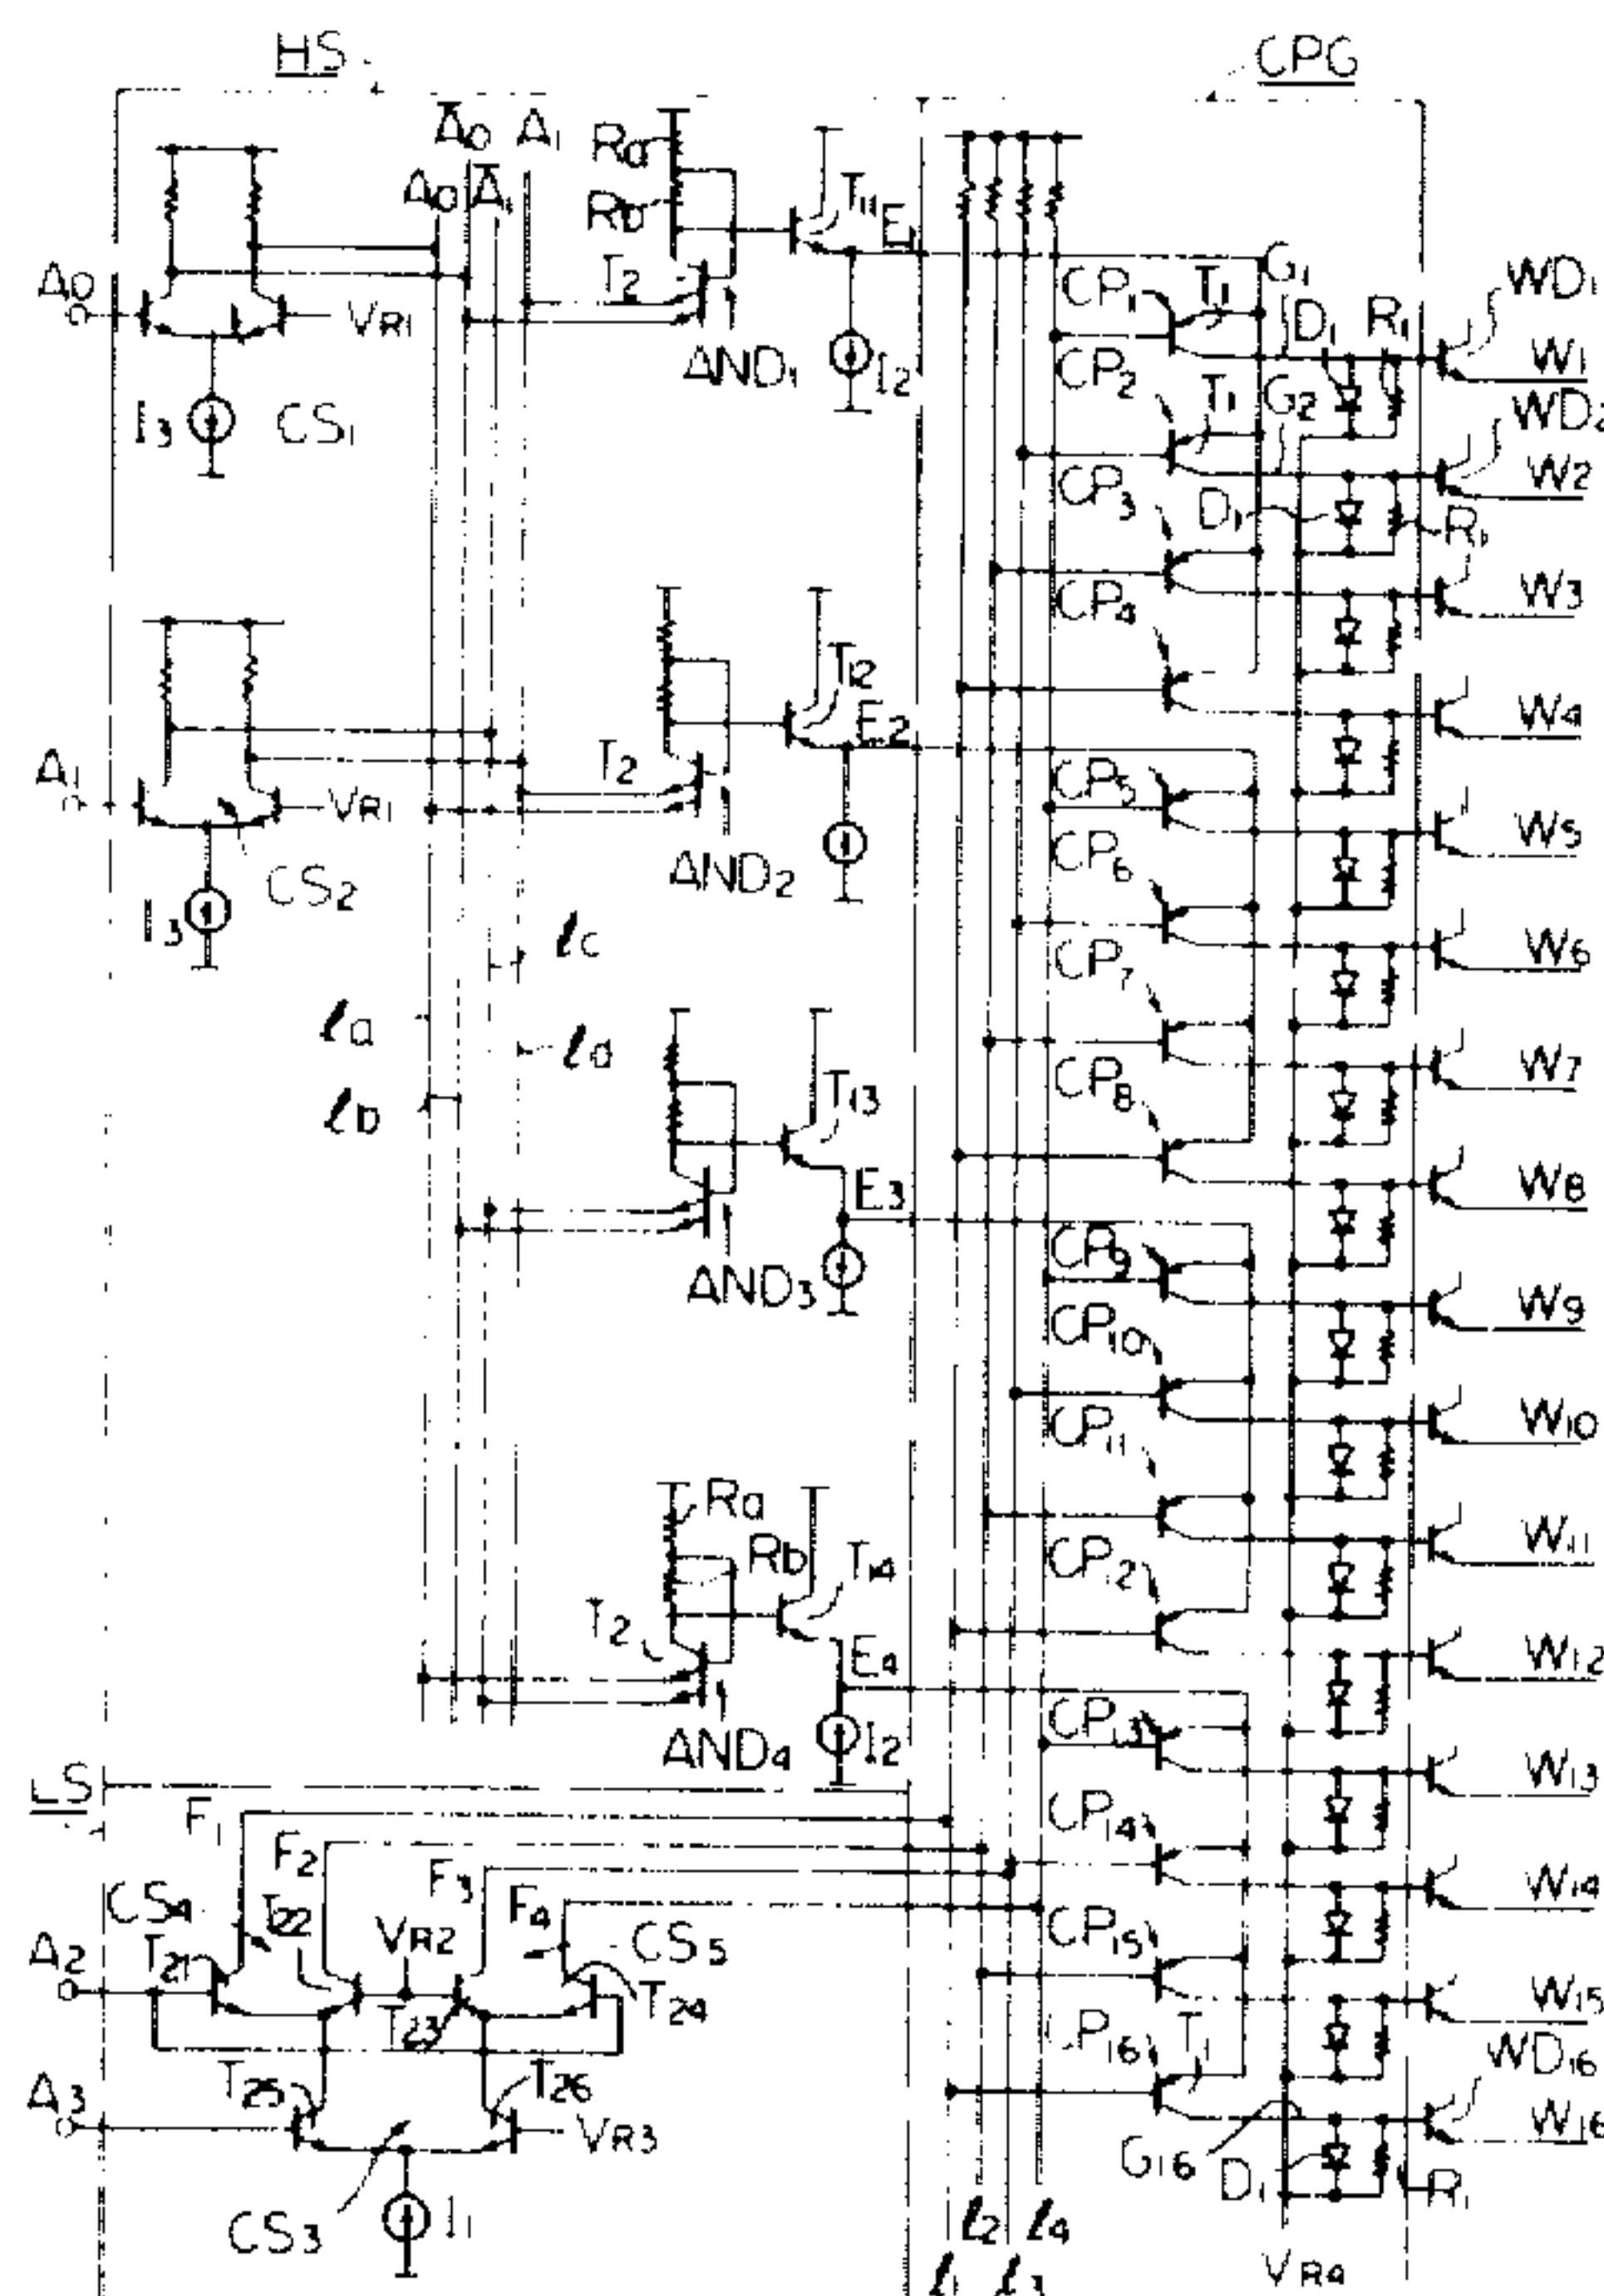 HS
CPG
Ā0 A1
A0 Ā1
Ra
Rb
T11
E1
A0
VR1
T2
AND1
I2
I3
CS1
CP1
T1
G1
D1
R1
WD1
W1
CP2
T1
G2
WD2
W2
CP3
D1
R1
W3
CP4
W4
T12
E2
A1
VR1
T2
AND2
CS2
I3
CP5
W5
CP6
W6
lc
la
ld
lb
CP7
W7
CP8
W8
T13
E3
AND3
CP9
W9
CP10
W10
CP11
W11
Ra
Rb
T14
T2
E4
AND4
I2
CP12
W12
CP13
W13
LS
F1
F2
F3
F4
CP14
W14
CS4
T21
T22
VR2
T23
CS5
T24
A2
CP15
W15
A3
T25
T26
VR3
CS3
I1
CP16
T1
WD16
W16
G16
D1
R1
l2 l4
l1 l3
VR4